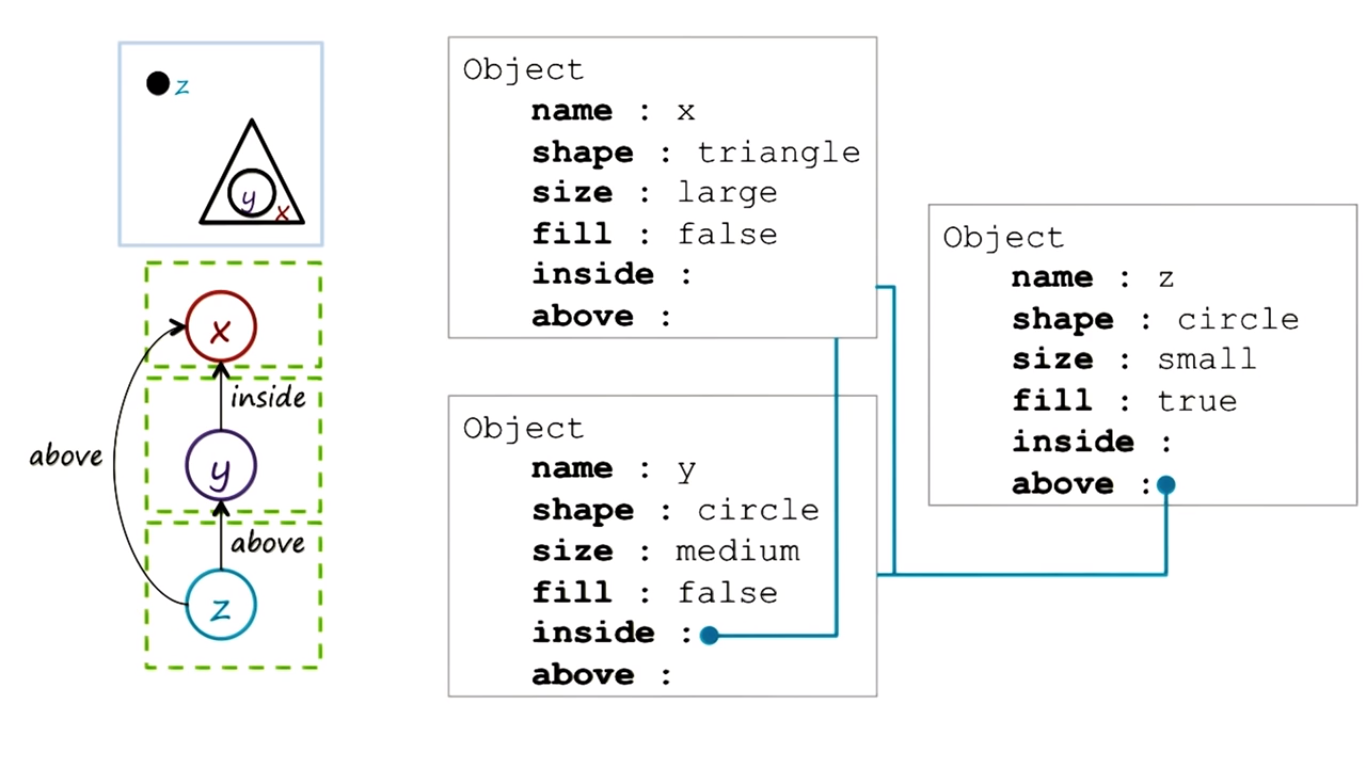 z
y
x
x
inside
above
y
above
z
Object
name : x
shape : triangle
size : large
fill : false
inside :
above :
Object
name : y
shape : circle
size : medium
fill : false
inside :
above :
Object
name : z
shape : circle
size : small
fill : true
inside :
above :